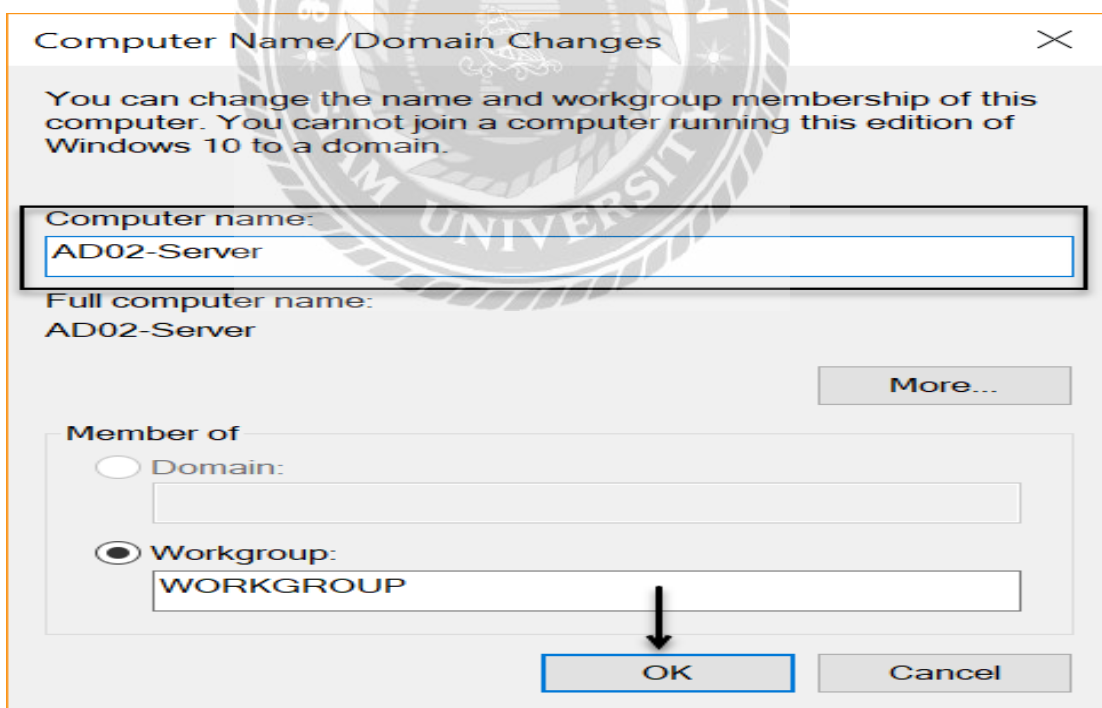 Computer Name/Domain Changes
You can change the name and workgroup membership of this
computer. You cannot join a computer running this edition of
Windows 10 to a domain.
Computer name:
AD02-Server
Full computer name:
AD02-Server
More...
Member of
Domain:
Workgroup:
WORKGROUP
OK
Cancel
UNIVERSITY